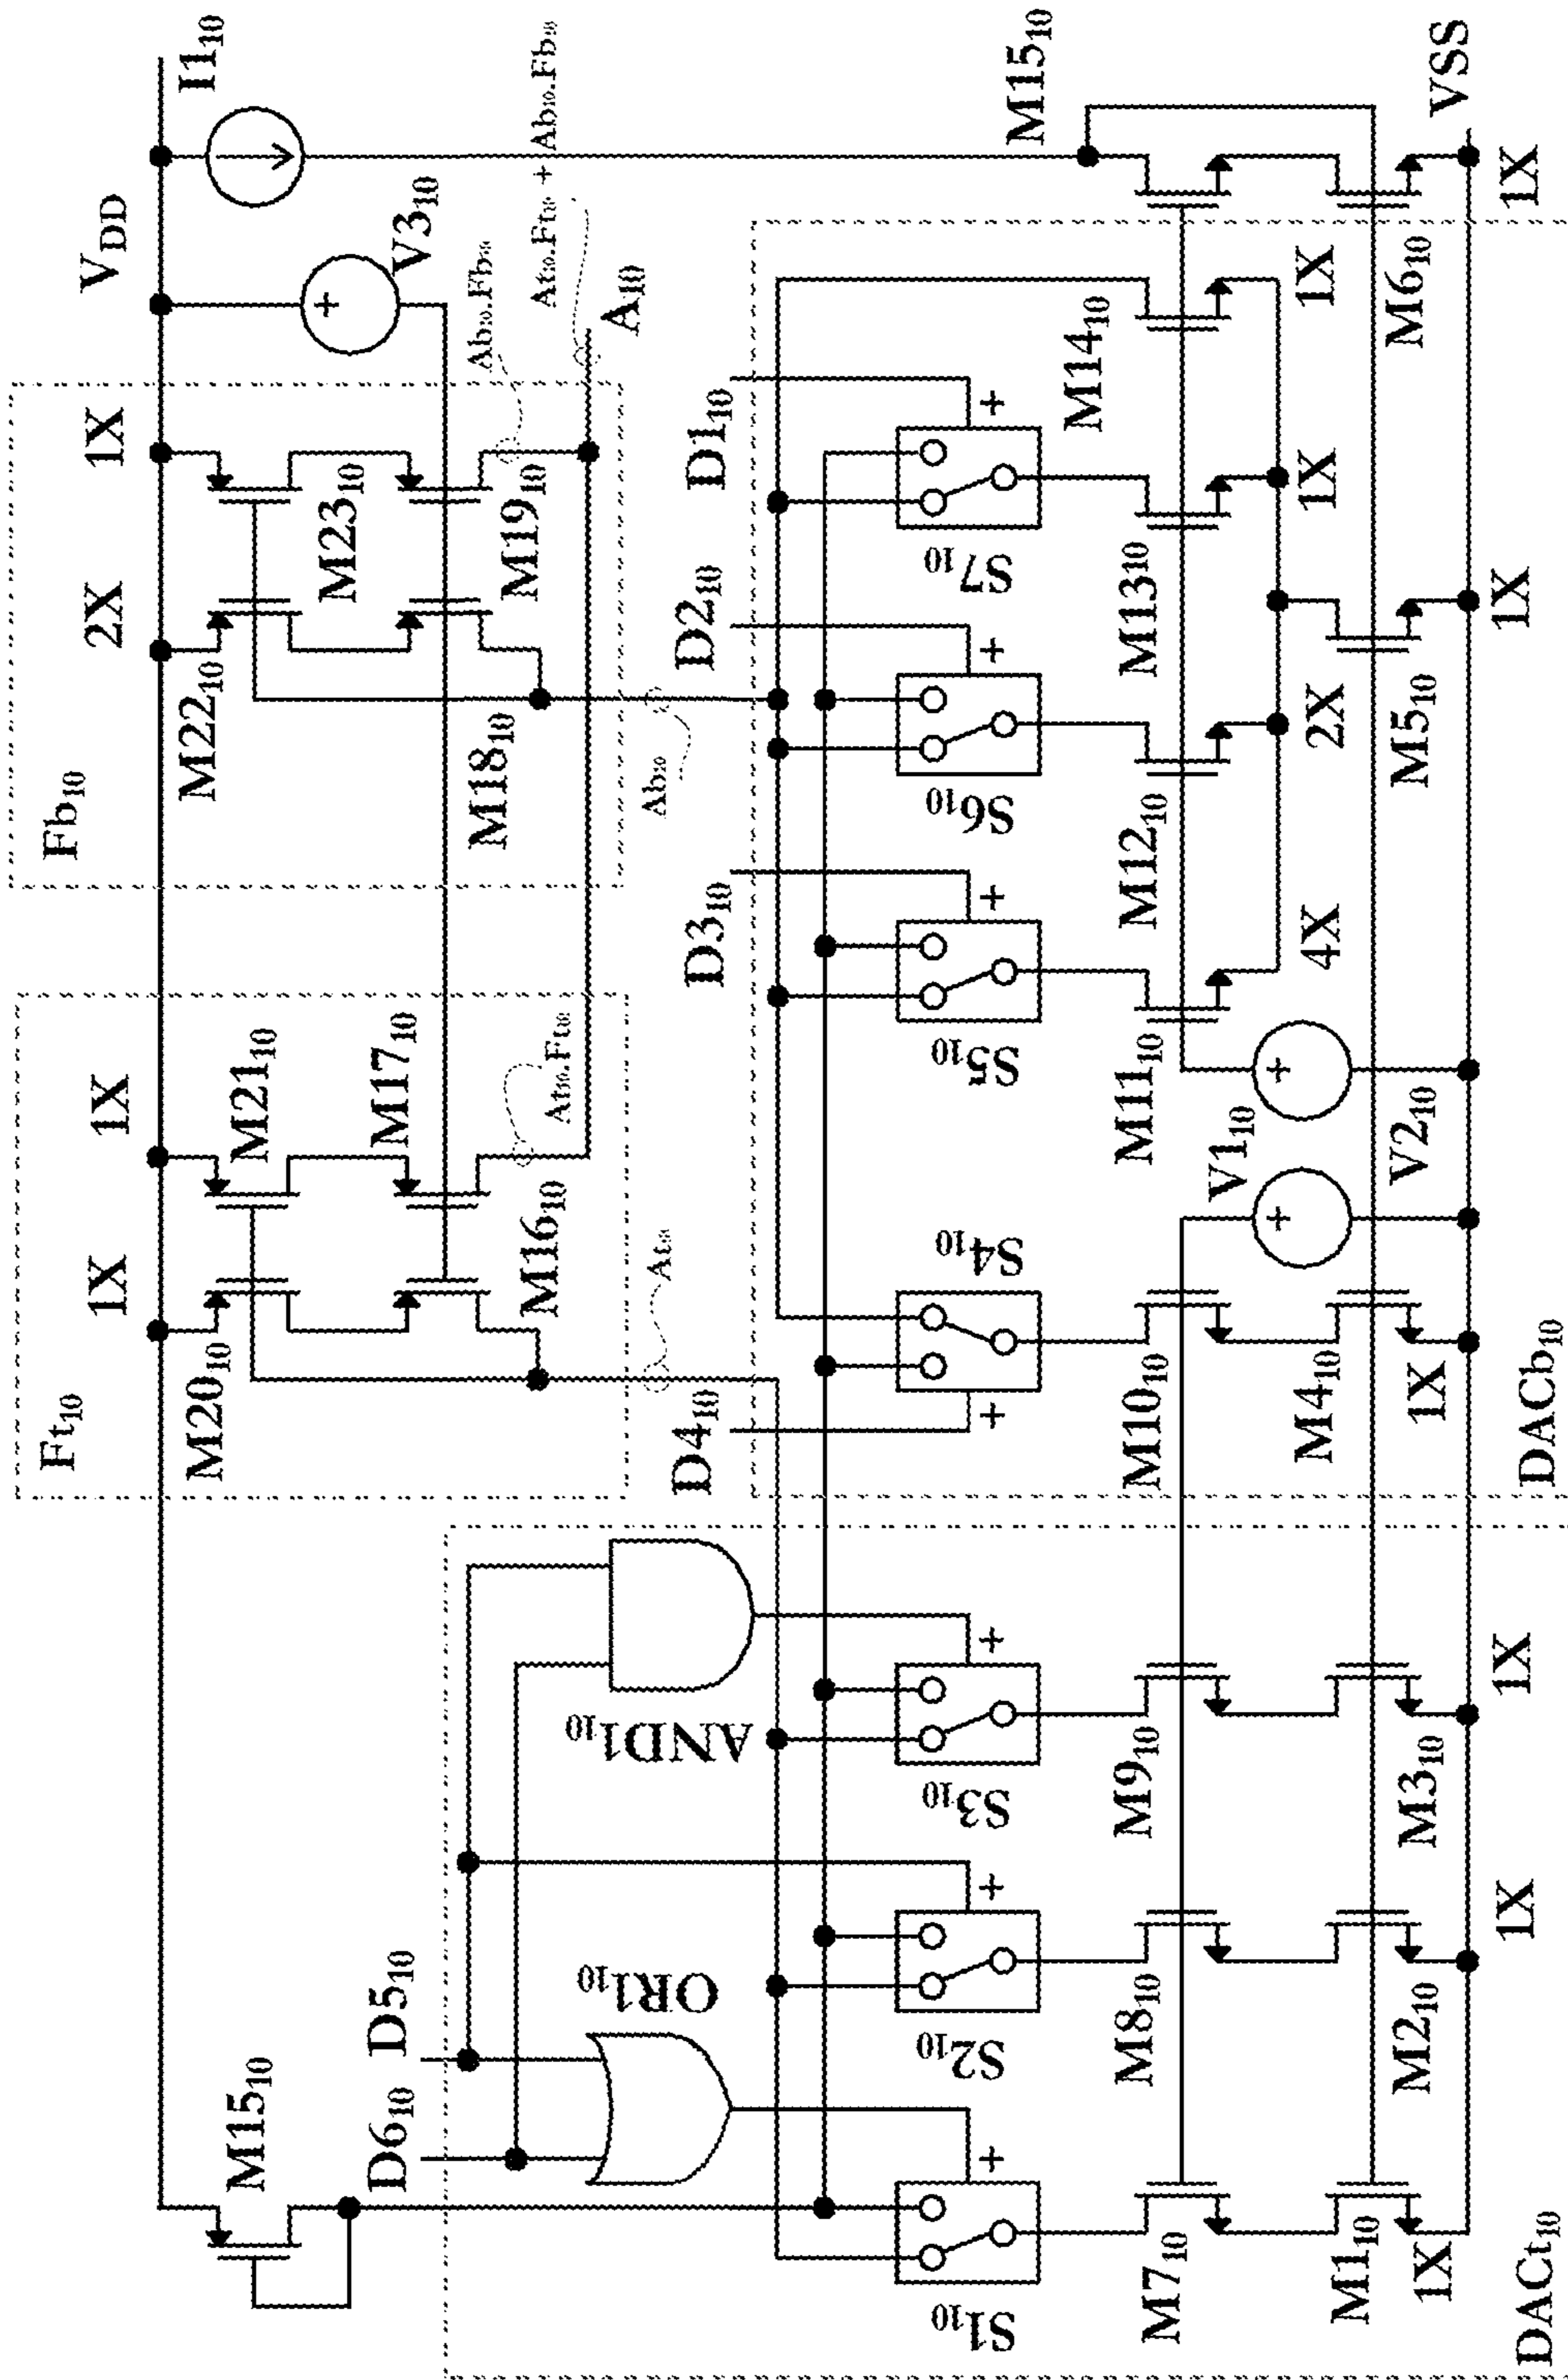 V_DD
I1₁₀
Fb₁₀
2X
1X
V3₁₀
M22₁₀
M23₁₀
M18₁₀
M19₁₀
Ab₁₀.Fb₁₀
At₁₀.Ft₁₀ + Ab₁₀.Fb₁₀
A₁₀
Ab₁₀
Ft₁₀
1X
1X
M20₁₀
M21₁₀
M17₁₀
M16₁₀
At₁₀.Ft₁₀
At₁₀
M15₁₀
D6₁₀
D5₁₀
OR1₁₀
AND1₁₀
D4₁₀
D3₁₀
D2₁₀
D1₁₀
S1₁₀
S2₁₀
S3₁₀
S4₁₀
S5₁₀
S6₁₀
S7₁₀
+
+
+
+
+
+
+
M7₁₀
M8₁₀
M9₁₀
M10₁₀
M11₁₀
M12₁₀
M13₁₀
M14₁₀
M15₁₀
4X
2X
1X
1X
V1₁₀
V2₁₀
M1₁₀
M2₁₀
M3₁₀
M4₁₀
M5₁₀
M6₁₀
1X
1X
1X
1X
1X
1X
VSS
DACt₁₀
DACb₁₀